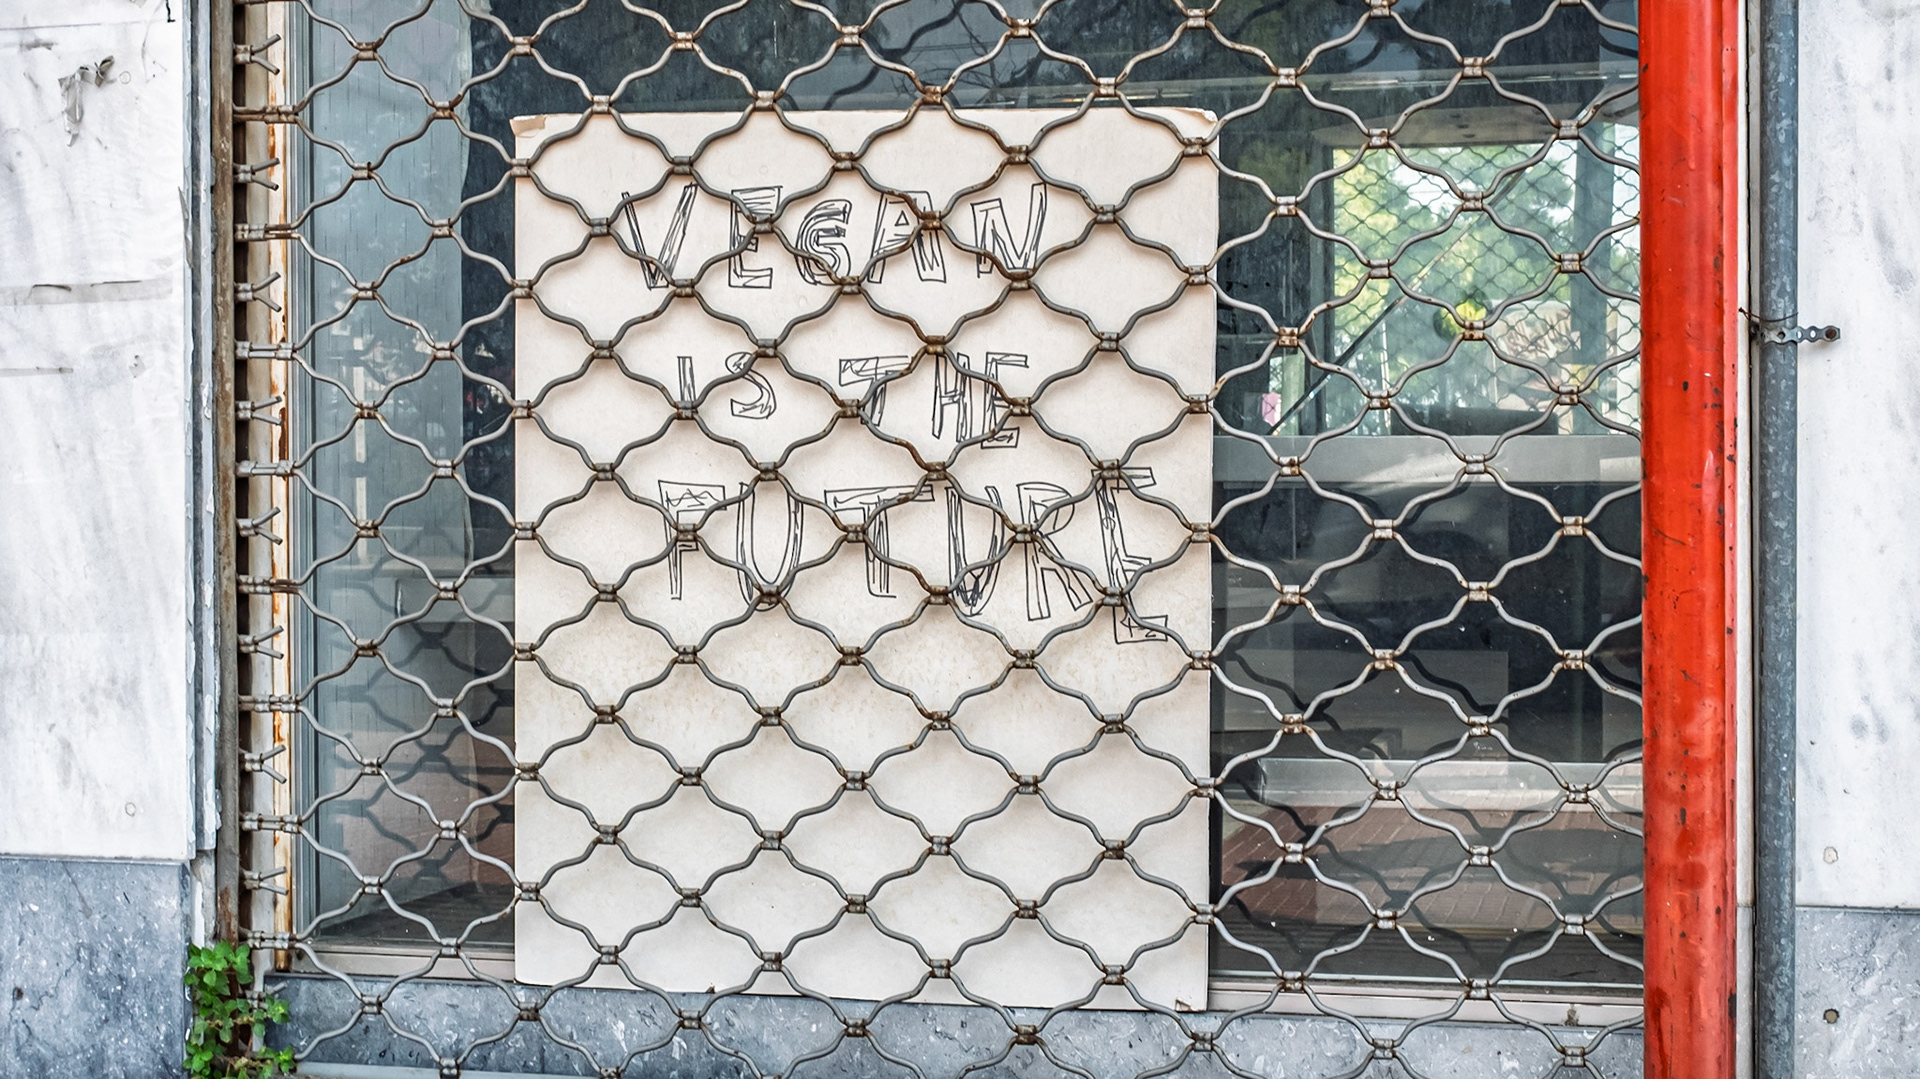 VEGAN
IS THE
FUTURE